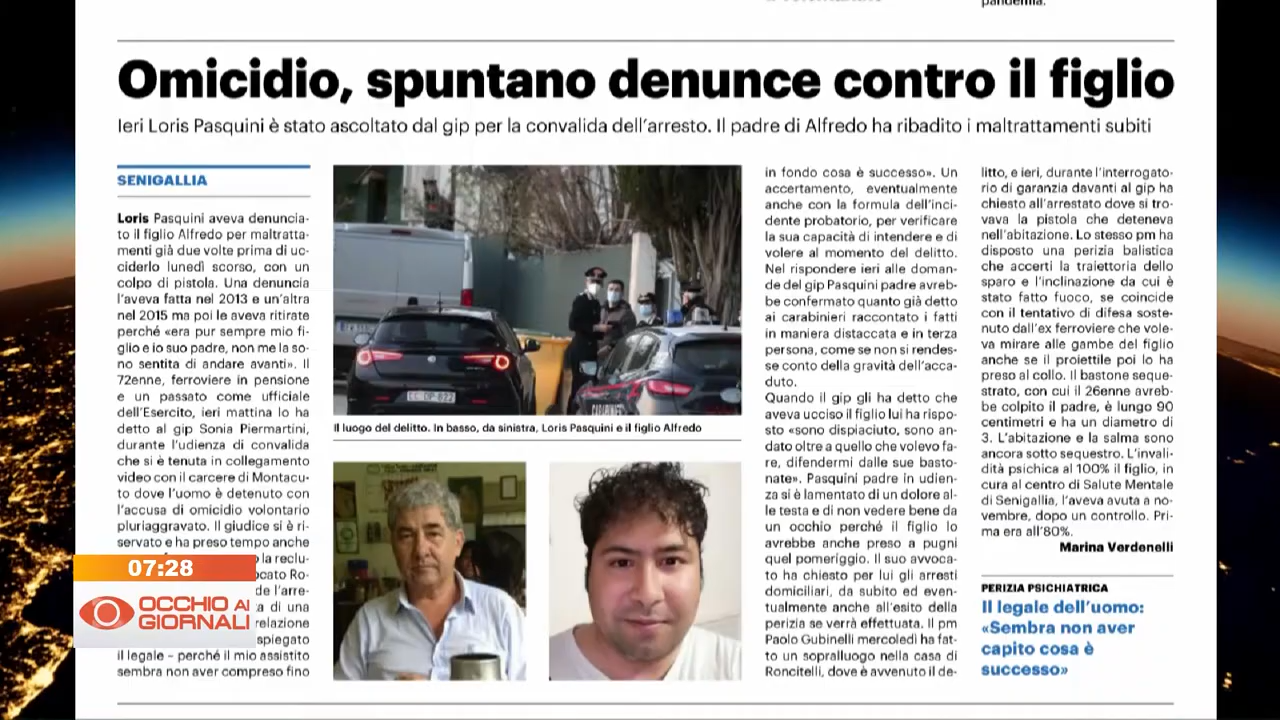 pandemia.
Omicidio, spuntano denunce contro il figlio
Ieri Loris Pasquini è stato ascoltato dal gip per la convalida dell'arresto. Il padre di Alfredo ha ribadito i maltrattamenti subiti
SENIGALLIA
Loris Pasquini aveva denuncia-
to il figlio Alfredo per maltratta-
menti già due volte prima di uc-
ciderlo lunedì scorso, con un
colpo di pistola. Una denuncia
l'aveva fatta nel 2013 e un'altra
nel 2015 ma poi le aveva ritirate
perché «era pur sempre mio fi-
glio e io suo padre, non me la so-
no sentita di andare avanti». Il
72enne, ferroviere in pensione
e un passato come ufficiale
dell'Esercito, ieri mattina lo ha
detto al gip Sonia Piermartini,
durante l'udienza di convalida
che si è tenuta in collegamento
video con il carcere di Montacu-
to dove l'uomo è detenuto con
l'accusa di omicidio volontario
pluriaggravato. Il giudice si è ri-
servato e ha preso tempo anche
la reclu-
cato Ro-
de l'arre-
ta di una
relazione
spiegato
il legale – perché il mio assistito
sembra non aver compreso fino
Il luogo del delitto. In basso, da sinistra, Loris Pasquini e il figlio Alfredo
in fondo cosa è successo». Un
accertamento, eventualmente
anche con la formula dell'inci-
dente probatorio, per verificare
la sua capacità di intendere e di
volere al momento del delitto.
Nel rispondere ieri alle doman-
de del gip Pasquini padre avreb-
be confermato quanto già detto
ai carabinieri raccontato i fatti
in maniera distaccata e in terza
persona, come se non si rendes-
se conto della gravità dell'acca-
duto.
Quando il gip gli ha detto che
aveva ucciso il figlio lui ha rispo-
sto «sono dispiaciuto, sono an-
dato oltre a quello che volevo fa-
re, difendermi dalle sue basto-
nate». Pasquini padre in udien-
za si è lamentato di un dolore al-
le testa e di non vedere bene da
un occhio perché il figlio lo
avrebbe anche preso a pugni
quel pomeriggio. Il suo avvoca-
to ha chiesto per lui gli arresti
domiciliari, da subito ed even-
tualmente anche all'esito della
perizia se verrà effettuata. Il pm
Paolo Gubinelli mercoledì ha fat-
to un sopralluogo nella casa di
Roncitelli, dove è avvenuto il de-
litto, e ieri, durante l'interrogato-
rio di garanzia davanti al gip ha
chiesto all'arrestato dove si tro-
vava la pistola che deteneva
nell'abitazione. Lo stesso pm ha
disposto una perizia balistica
che accerti la traiettoria dello
sparo e l'inclinazione da cui è
stato fatto fuoco, se coincide
con il tentativo di difesa soste-
nuto dall'ex ferroviere che vole-
va mirare alle gambe del figlio
anche se il proiettile poi lo ha
preso al collo. Il bastone seque-
strato, con cui il 26enne avreb-
be colpito il padre, è lungo 90
centimetri e ha un diametro di
3. L'abitazione e la salma sono
ancora sotto sequestro. L'invali-
dità psichica al 100% il figlio, in
cura al centro di Salute Mentale
di Senigallia, l'aveva avuta a no-
vembre, dopo un controllo. Pri-
ma era all'80%.
Marina Verdenelli
PERIZIA PSICHIATRICA
Il legale dell'uomo:
«Sembra non aver
capito cosa è
successo»
07:28
OCCHIO AI
GIORNALI
CARABINIERI